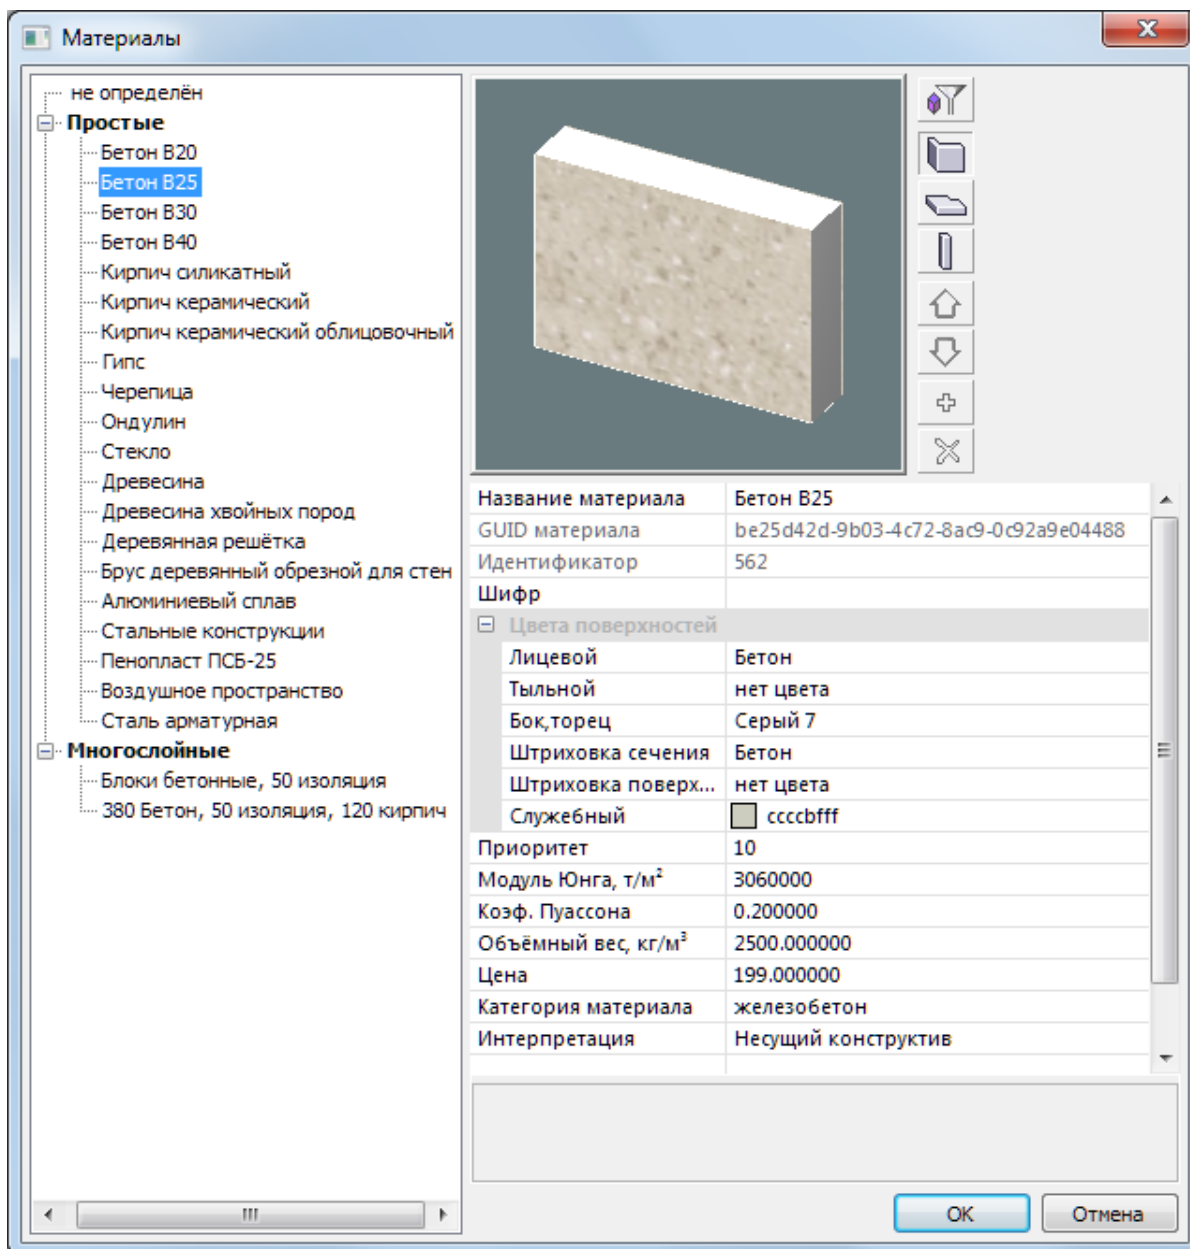 Материалы
не определён
Простые
Бетон B20
Бетон B25
Бетон B30
Бетон B40
Кирпич силикатный
Кирпич керамический
Кирпич керамический облицовочный
Гипс
Черепица
Ондулин
Стекло
Древесина
Древесина хвойных пород
Деревянная решётка
Брус деревянный обрезной для стен
Алюминиевый сплав
Стальные конструкции
Пенопласт ПСБ-25
Воздушное пространство
Сталь арматурная
Многослойные
Блоки бетонные, 50 изоляция
380 Бетон, 50 изоляция, 120 кирпич
Название материала Бетон B25
GUID материала be25d42d-9b03-4c72-8ac9-0c92a9e04488
Идентификатор 562
Шифр
Цвета поверхностей
Лицевой Бетон
Тыльной нет цвета
Бок,торец Серый 7
Штриховка сечения Бетон
Штриховка поверх... нет цвета
Служебный ccccbfff
Приоритет 10
Модуль Юнга, т/м² 3060000
Коэф. Пуассона 0.200000
Объёмный вес, кг/м³ 2500.000000
Цена 199.000000
Категория материала железобетон
Интерпретация Несущий конструктив
OK Отмена